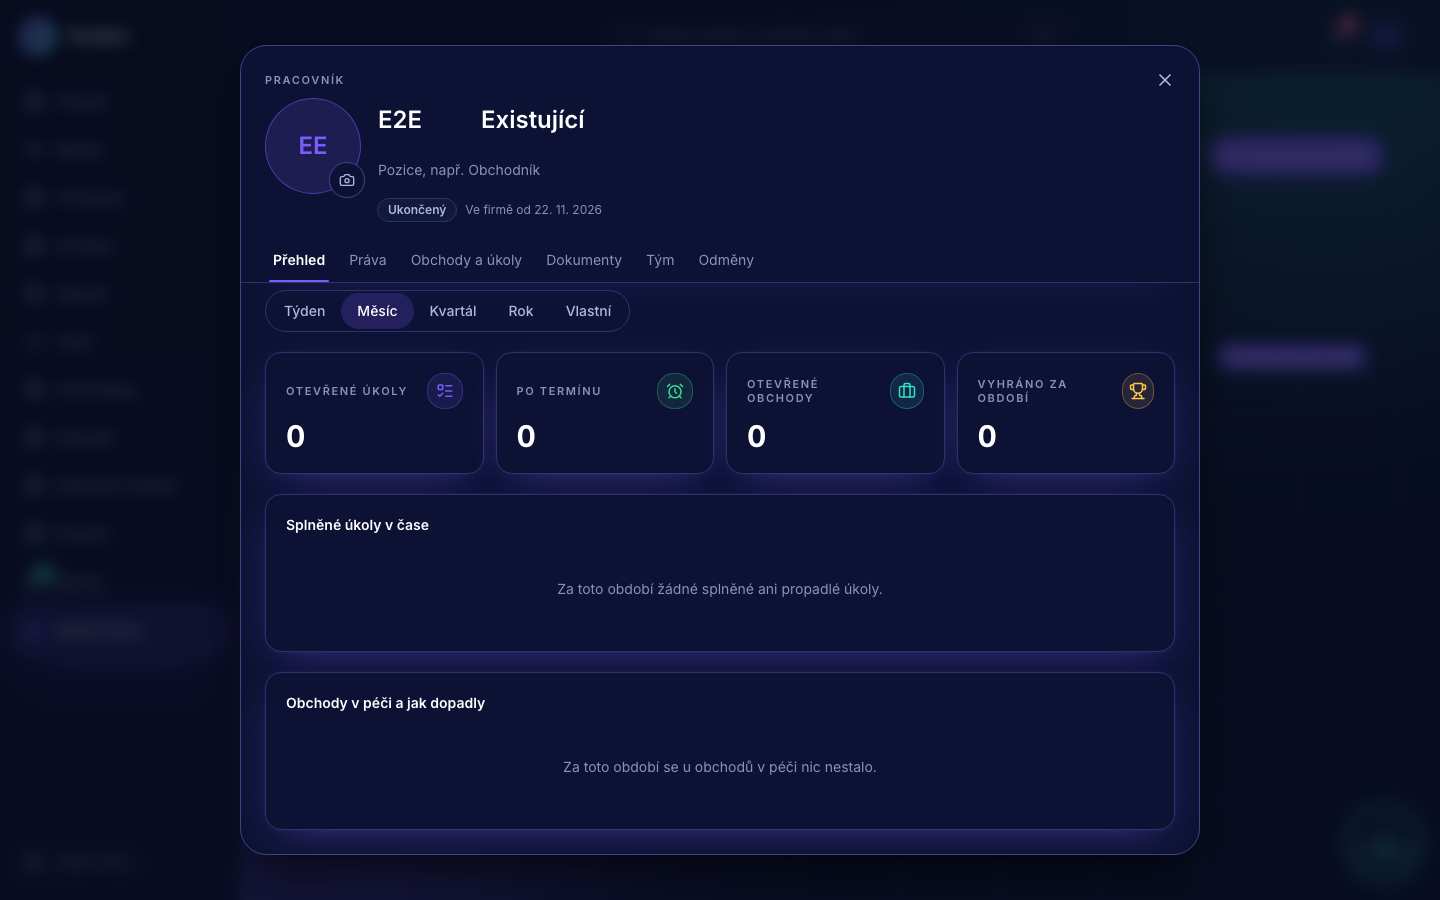 PRACOVNÍK
EE
E2E Existující
Pozice, např. Obchodník
Ukončený Ve firmě od 22. 11. 2026
Přehled Práva Obchody a úkoly Dokumenty Tým Odměny
Týden Měsíc Kvartál Rok Vlastní
OTEVŘENÉ ÚKOLY
0
PO TERMÍNU
0
OTEVŘENÉ
OBCHODY
0
VYHRÁNO ZA
OBDOBÍ
0
Splněné úkoly v čase
Za toto období žádné splněné ani propadlé úkoly.
Obchody v péči a jak dopadly
Za toto období se u obchodů v péči nic nestalo.